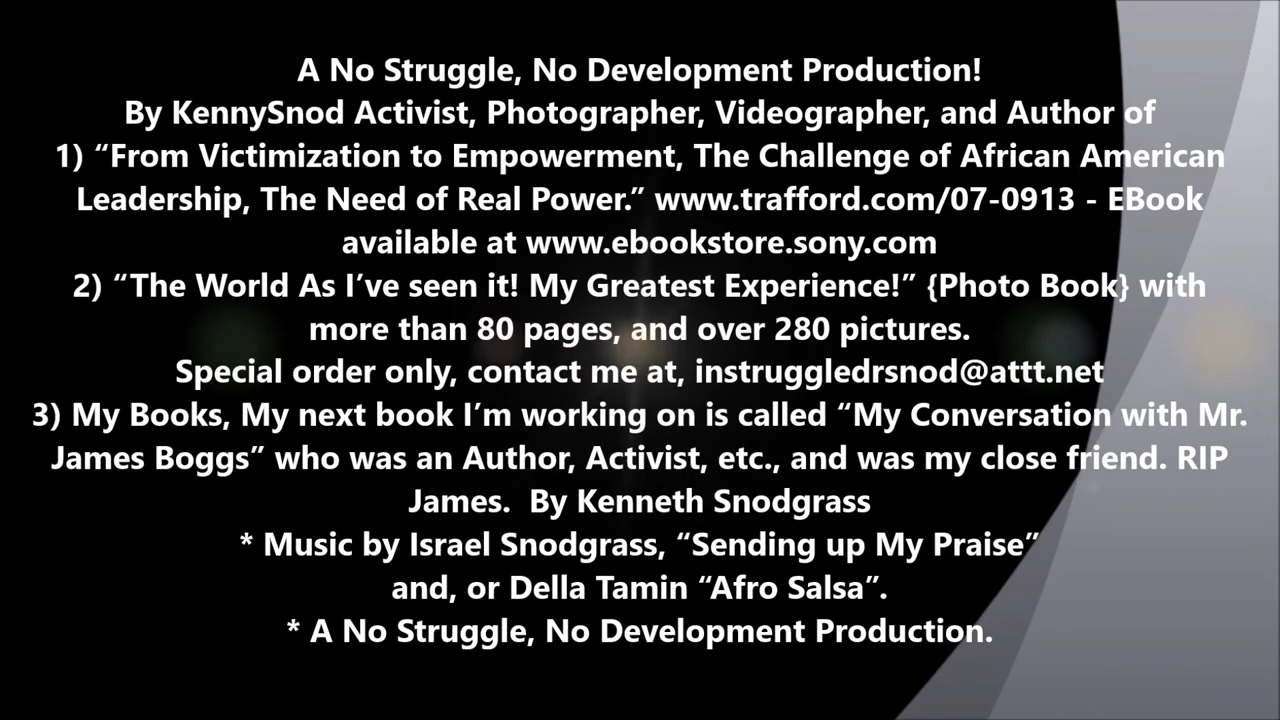 A No Struggle, No Development Production!
By KennySnod Activist, Photographer, Videographer, and Author of
1) “From Victimization to Empowerment, The Challenge of African American
Leadership, The Need of Real Power.” www.trafford.com/07-0913 - EBook
available at www.ebookstore.sony.com
2) “The World As I’ve seen it! My Greatest Experience!” {Photo Book} with
more than 80 pages, and over 280 pictures.
Special order only, contact me at, instruggledrsnod@attt.net
3) My Books, My next book I’m working on is called “My Conversation with Mr.
James Boggs” who was an Author, Activist, etc., and was my close friend. RIP
James.  By Kenneth Snodgrass
* Music by Israel Snodgrass, “Sending up My Praise”
and, or Della Tamin “Afro Salsa”.
* A No Struggle, No Development Production.